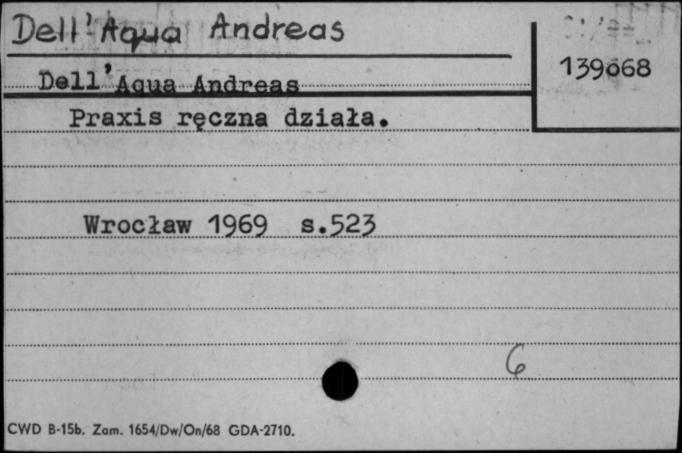 Dell'Aqua Andreas
139068
Dell'Aqua Andreas
Praxis ręczna działa.
Wrocław 1969 s.523
6
CWD B-15b. Zam. 1654/Dw/On/68 GDA-2710.